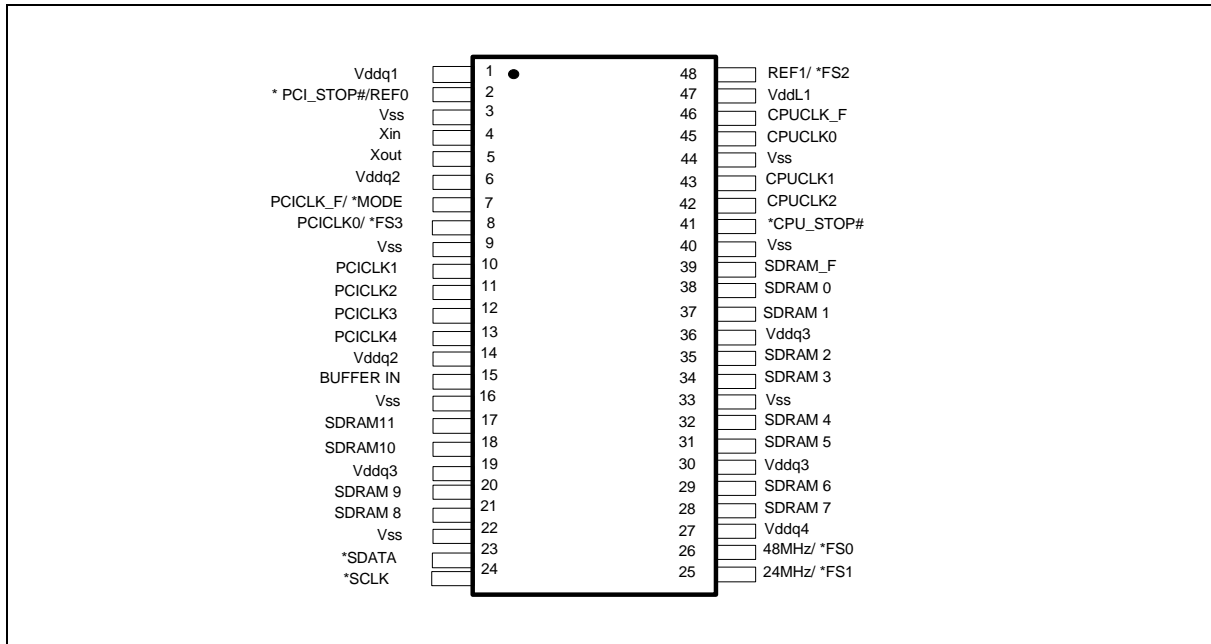 Vddq1 1 48 REF1/ *FS2
* PCI_STOP#/REF0 2 47 VddL1
Vss 3 46 CPUCLK_F
Xin 4 45 CPUCLK0
Xout 5 44 Vss
Vddq2 6 43 CPUCLK1
PCICLK_F/ *MODE 7 42 CPUCLK2
PCICLK0/ *FS3 8 41 *CPU_STOP#
Vss 9 40 Vss
PCICLK1 10 39 SDRAM_F
PCICLK2 11 38 SDRAM 0
PCICLK3 12 37 SDRAM 1
PCICLK4 13 36 Vddq3
Vddq2 14 35 SDRAM 2
BUFFER IN 15 34 SDRAM 3
Vss 16 33 Vss
SDRAM11 17 32 SDRAM 4
SDRAM10 18 31 SDRAM 5
Vddq3 19 30 Vddq3
SDRAM 9 20 29 SDRAM 6
SDRAM 8 21 28 SDRAM 7
Vss 22 27 Vddq4
*SDATA 23 26 48MHz/ *FS0
*SCLK 24 25 24MHz/ *FS1